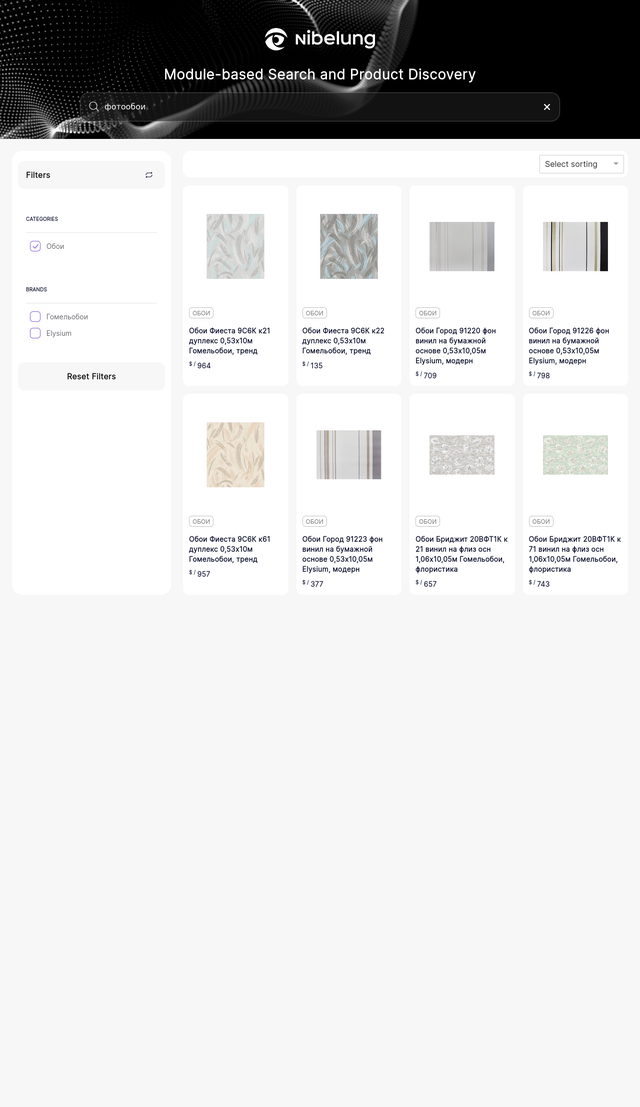 Nibelung
Module-based Search and Product Discovery
фотообои
Filters
Select sorting
CATEGORIES
Обои
BRANDS
Гомельобои
Elysium
Reset Filters
ОБОИ
Обои Фиеста 9С6К к21
дуплекс 0,53х10м
Гомельобои, тренд
$ / 964
ОБОИ
Обои Фиеста 9С6К к22
дуплекс 0,53х10м
Гомельобои, тренд
$ / 135
ОБОИ
Обои Город 91220 фон
винил на бумажной
основе 0,53х10,05м
Elysium, модерн
$ / 709
ОБОИ
Обои Город 91226 фон
винил на бумажной
основе 0,53х10,05м
Elysium, модерн
$ / 798
ОБОИ
Обои Фиеста 9С6К к61
дуплекс 0,53х10м
Гомельобои, тренд
$ / 957
ОБОИ
Обои Город 91223 фон
винил на бумажной
основе 0,53х10,05м
Elysium, модерн
$ / 377
ОБОИ
Обои Бриджит 20ВФТ1К к
21 винил на флиз осн
1,06х10,05м Гомельобои,
флористика
$ / 657
ОБОИ
Обои Бриджит 20ВФТ1К к
71 винил на флиз осн
1,06х10,05м Гомельобои,
флористика
$ / 743